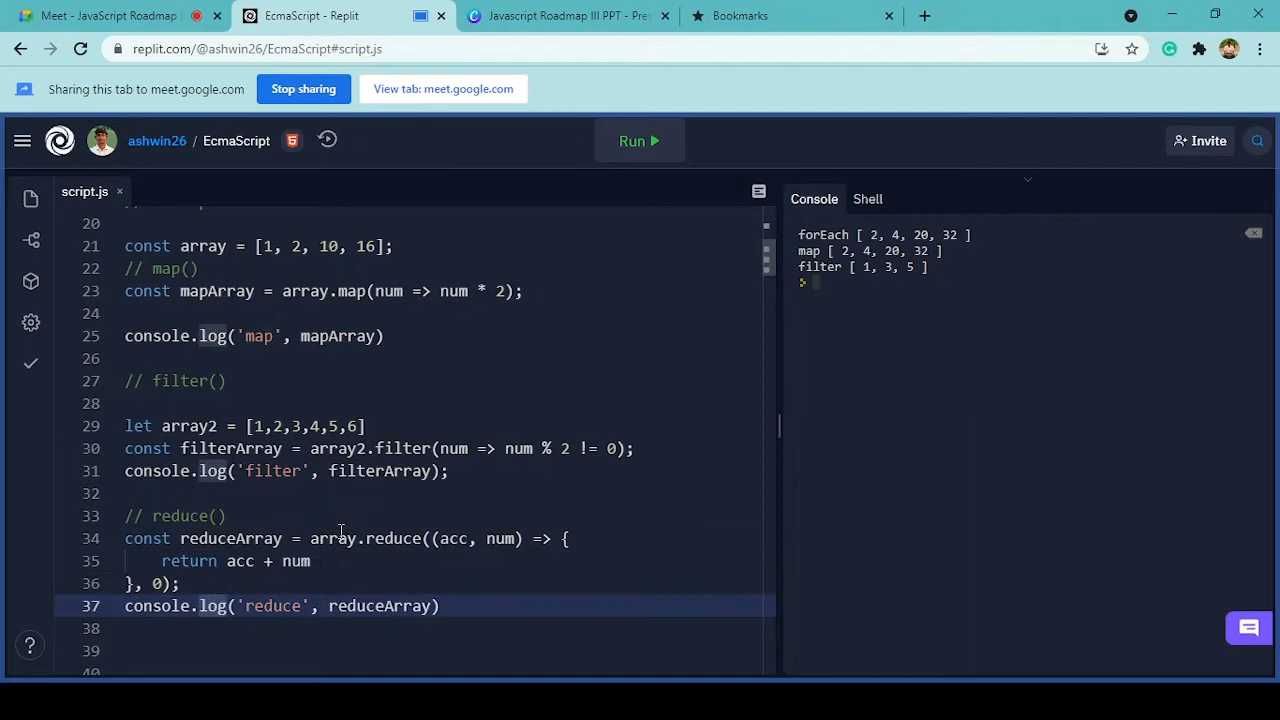 Meet - JavaScript Roadmap
EcmaScript - Replit
Javascript Roadmap III PPT - Pres
Bookmarks
replit.com/@ashwin26/EcmaScript#script.js
Sharing this tab to meet.google.com
Stop sharing
View tab: meet.google.com
ashwin26 / EcmaScript
Run
Invite
script.js
Console
Shell
20
21 const array = [1, 2, 10, 16];
22 // map()
23 const mapArray = array.map(num => num * 2);
24
25 console.log('map', mapArray)
26
27 // filter()
28
29 let array2 = [1,2,3,4,5,6]
30 const filterArray = array2.filter(num => num % 2 != 0);
31 console.log('filter', filterArray);
32
33 // reduce()
34 const reduceArray = array.reduce((acc, num) => {
35 return acc + num
36 }, 0);
37 console.log('reduce', reduceArray)
38
39
40
forEach [ 2, 4, 20, 32 ]
map [ 2, 4, 20, 32 ]
filter [ 1, 3, 5 ]